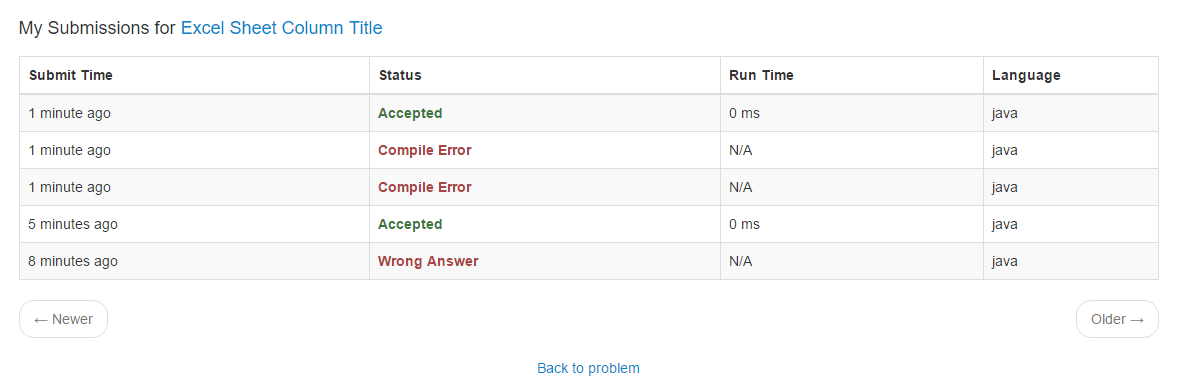 My Submissions for Excel Sheet Column Title
Submit Time Status Run Time Language
1 minute ago Accepted 0 ms java
1 minute ago Compile Error N/A java
1 minute ago Compile Error N/A java
5 minutes ago Accepted 0 ms java
8 minutes ago Wrong Answer N/A java
← Newer Older →
Back to problem